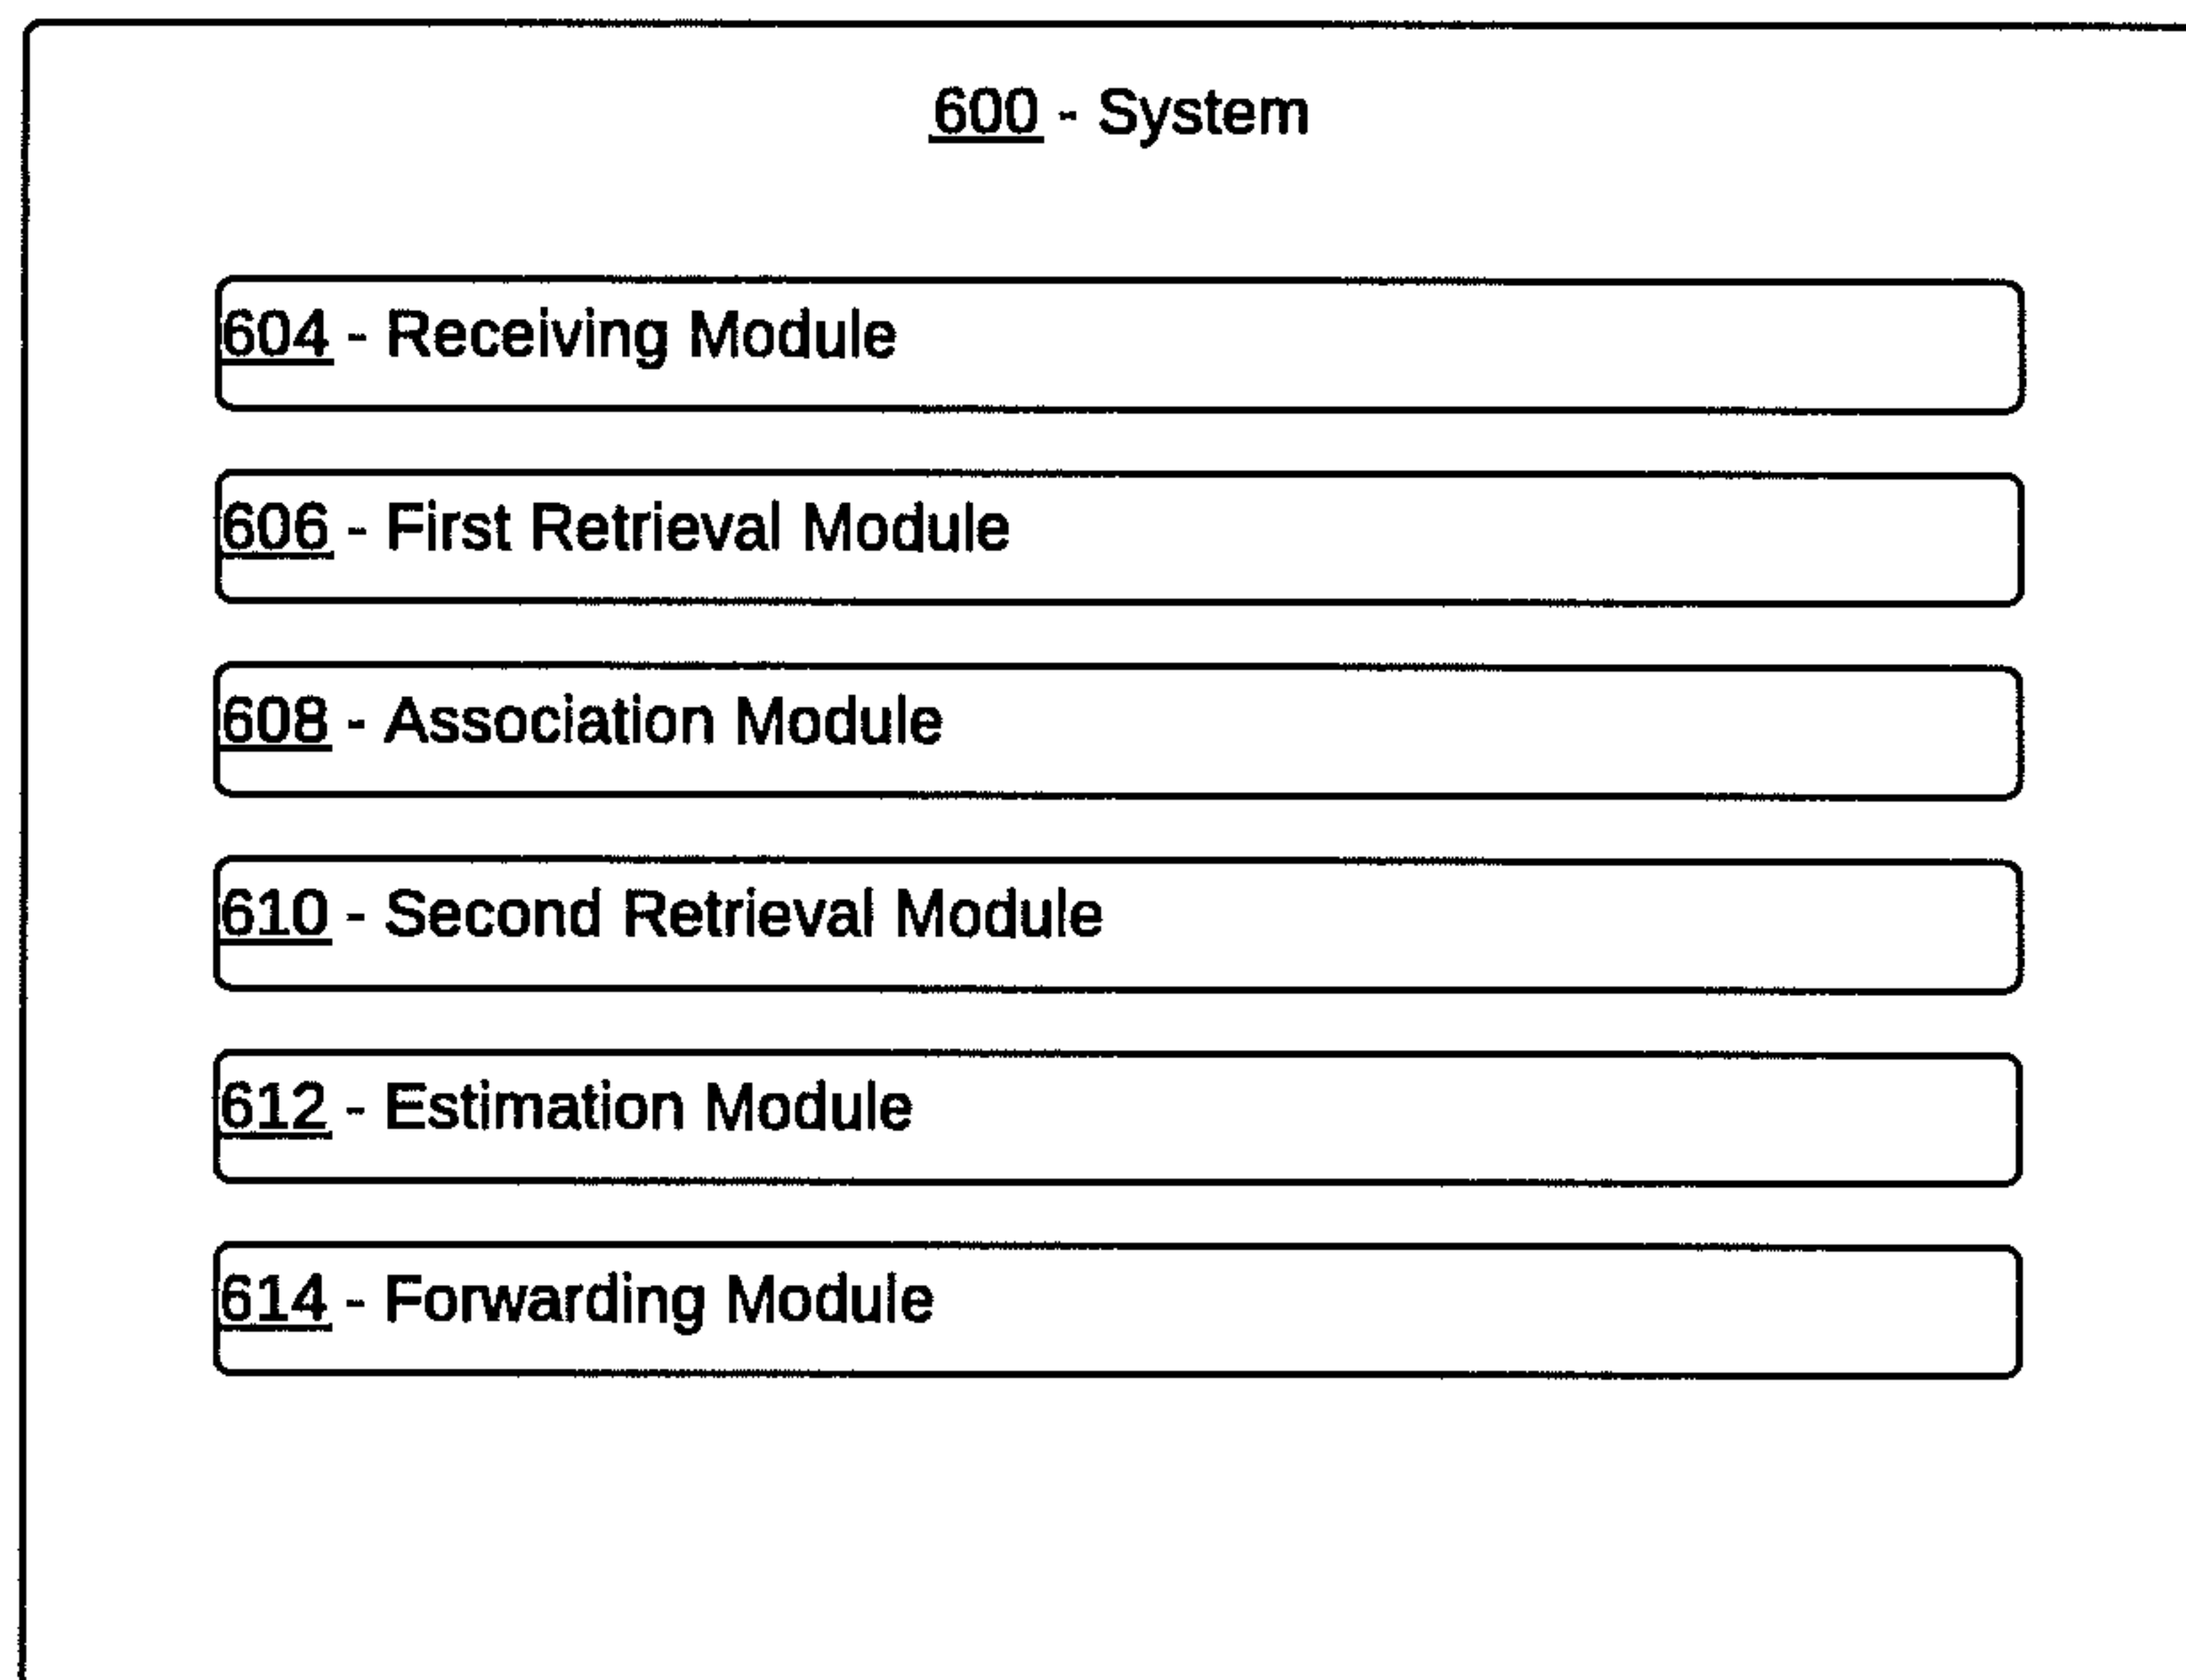 600 - System
604 - Receiving Module
606 - First Retrieval Module
608 - Association Module
610 - Second Retrieval Module
612 - Estimation Module
614 - Forwarding Module